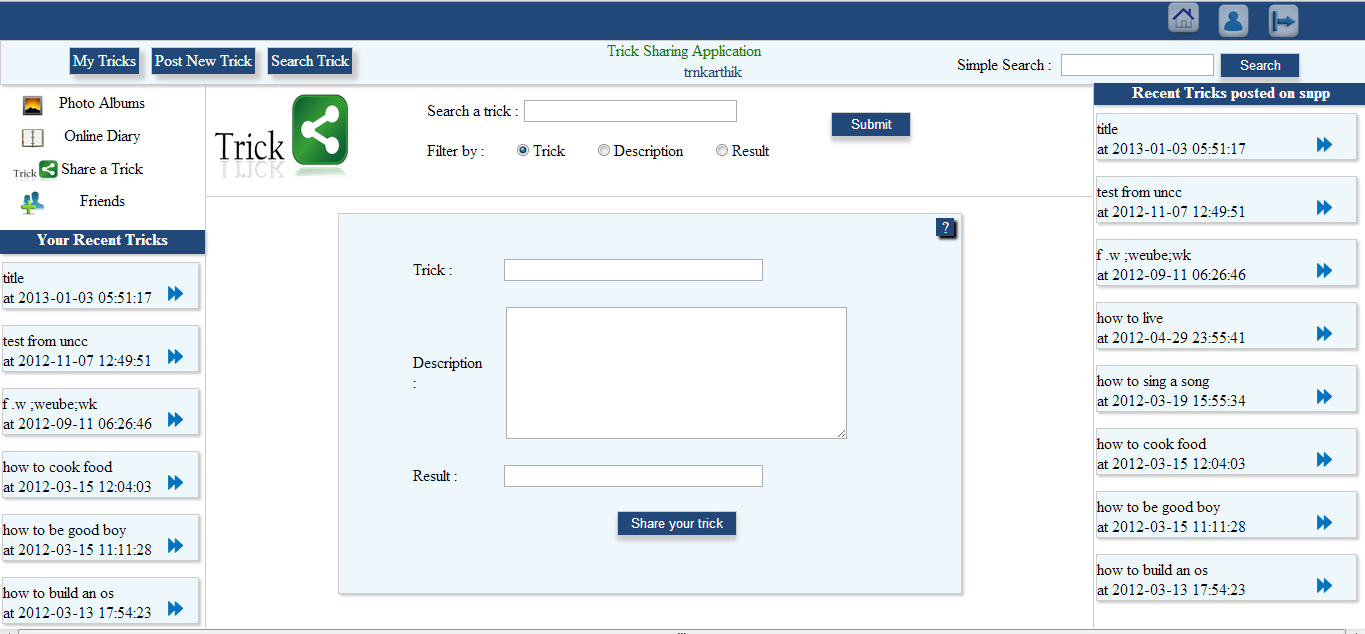 Trick Sharing Application
trnkarthik
My Tricks Post New Trick Search Trick
Simple Search : Search
Photo Albums
Online Diary
Trick Share a Trick
Friends
Your Recent Tricks
title
at 2013-01-03 05:51:17
test from uncc
at 2012-11-07 12:49:51
f .w ;weube;wk
at 2012-09-11 06:26:46
how to cook food
at 2012-03-15 12:04:03
how to be good boy
at 2012-03-15 11:11:28
how to build an os
at 2012-03-13 17:54:23
Trick
Search a trick :
Submit
Filter by : Trick Description Result
?
Trick :
Description
:
Result :
Share your trick
Recent Tricks posted on snpp
title
at 2013-01-03 05:51:17
test from uncc
at 2012-11-07 12:49:51
f .w ;weube;wk
at 2012-09-11 06:26:46
how to live
at 2012-04-29 23:55:41
how to sing a song
at 2012-03-19 15:55:34
how to cook food
at 2012-03-15 12:04:03
how to be good boy
at 2012-03-15 11:11:28
how to build an os
at 2012-03-13 17:54:23